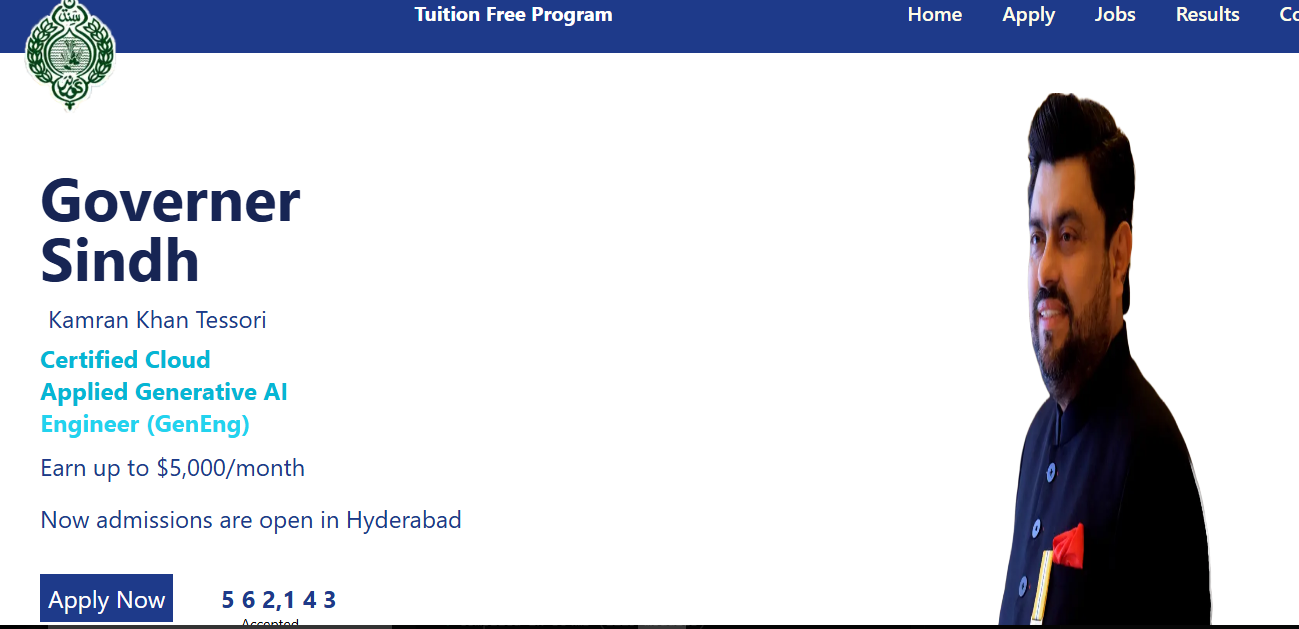 Tuition Free Program
Home Apply Jobs Results Co
Governer
Sindh
Kamran Khan Tessori
Certified Cloud
Applied Generative AI
Engineer (GenEng)
Earn up to $5,000/month
Now admissions are open in Hyderabad
Apply Now
5 6 2,1 4 3
Accepted